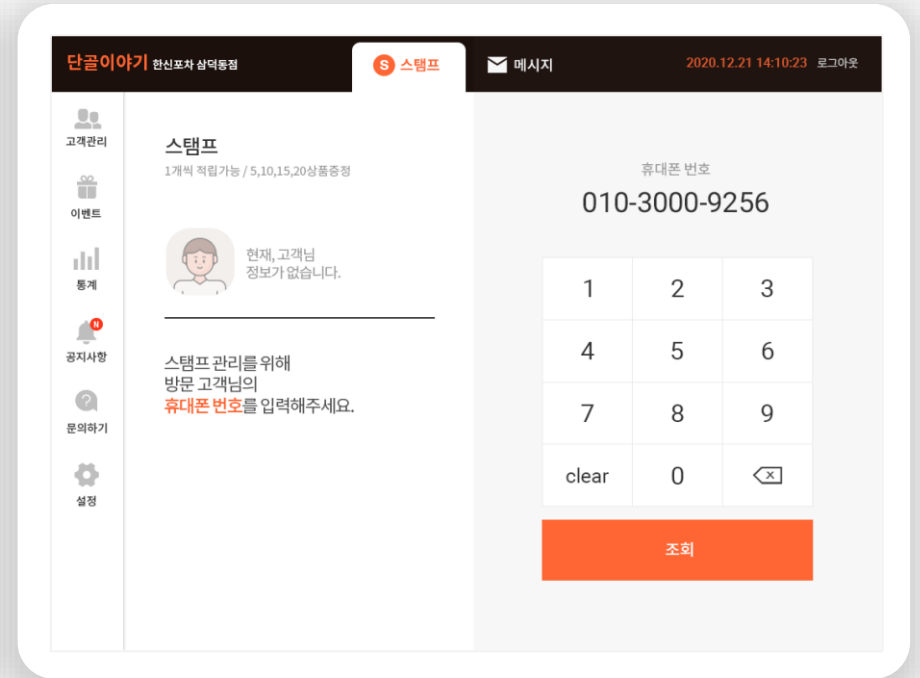 단골이야기 한신포차 삼덕동점
S 스탬프
메시지
2020.12.21 14:10:23 로그아웃
고객관리
이벤트
통계
N
공지사항
?
문의하기
설정
스탬프
1개씩 적립가능 / 5,10,15,20상품증정
현재, 고객님
정보가 없습니다.
스탬프 관리를 위해
방문 고객님의
휴대폰 번호를 입력해주세요.
휴대폰 번호
010-3000-9256
1 2 3
4 5 6
7 8 9
clear 0
조회